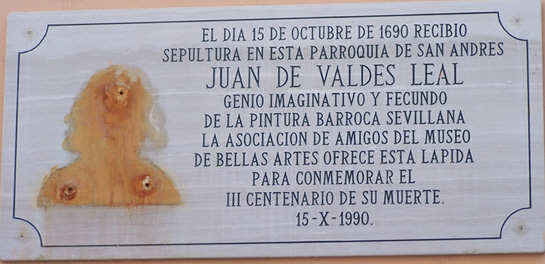 EL DIA 15 DE OCTUBRE DE 1690 RECIBIO
SEPULTURA EN ESTA PARROQUIA DE SAN ANDRES
JUAN DE VALDES LEAL
GENIO IMAGINATIVO Y FECUNDO
DE LA PINTURA BARROCA SEVILLANA
LA ASOCIACION DE AMIGOS DEL MUSEO
DE BELLAS ARTES OFRECE ESTA LAPIDA
PARA CONMEMORAR EL
III CENTENARIO DE SU MUERTE.
15-X-1990.